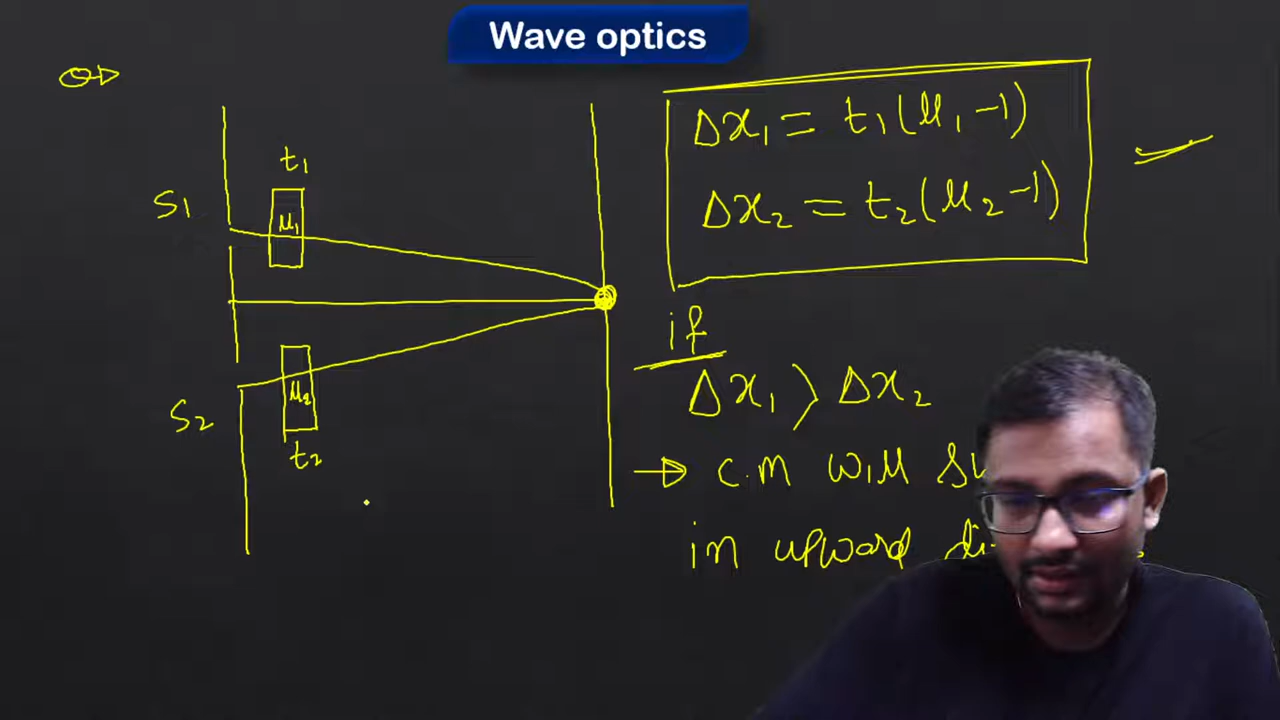 Wave optics
t1
S1
μ1
S2
μ2
t2
Δx1 = t1(μ1-1)
Δx2 = t2(μ2-1)
if
Δx1 > Δx2
→ C.M will
in upward